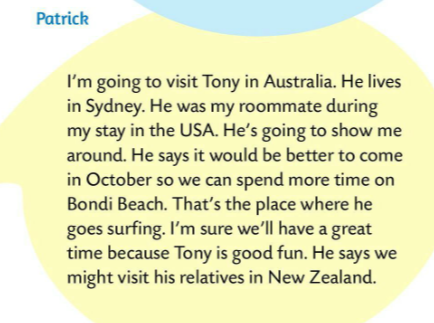 Patrick
I'm going to visit Tony in Australia. He lives
in Sydney. He was my roommate during
my stay in the USA. He's going to show me
around. He says it would be better to come
in October so we can spend more time on
Bondi Beach. That's the place where he
goes surfing. I'm sure we'll have a great
time because Tony is good fun. He says we
might visit his relatives in New Zealand.